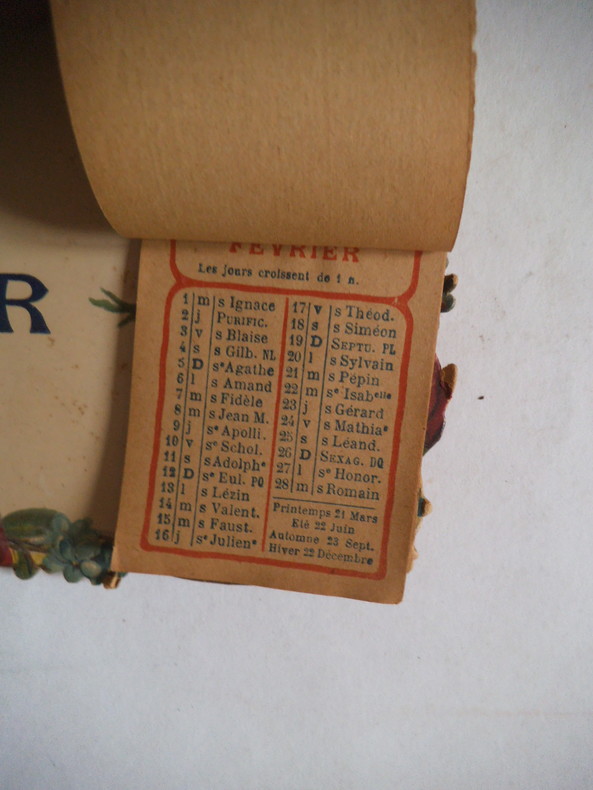 R
FÉVRIER
Les jours croissent de 1 h.
1 m s Ignace
2 j PURIFIC.
3 v s Blaise
4 s s Gilb. NL
5 D sᵉ Agathe
6 l s Amand
7 m s Fidèle
8 m s Jean M.
9 j sᵉ Apolli.
10 v sᵉ Schol.
11 s s Adolphᵉ
12 D sᵉ Eul. PQ
13 l s Lézin
14 m s Valent.
15 m s Faust.
16 j sᵉ Julienᵉ
17 v s Théod.
18 s s Siméon
19 D SEPTU. PL
20 l s Sylvain
21 m s Pépin
22 m sᵉ Isabᵉˡˡᵉ
23 j s Gérard
24 v s Mathiaˢ
25 s s Léand.
26 D SEXAG. DQ
27 l sᵉ Honor.
28 m s Romain
Printemps 21 Mars
Eté 22 Juin
Automne 23 Sept.
Hiver 22 Décembre